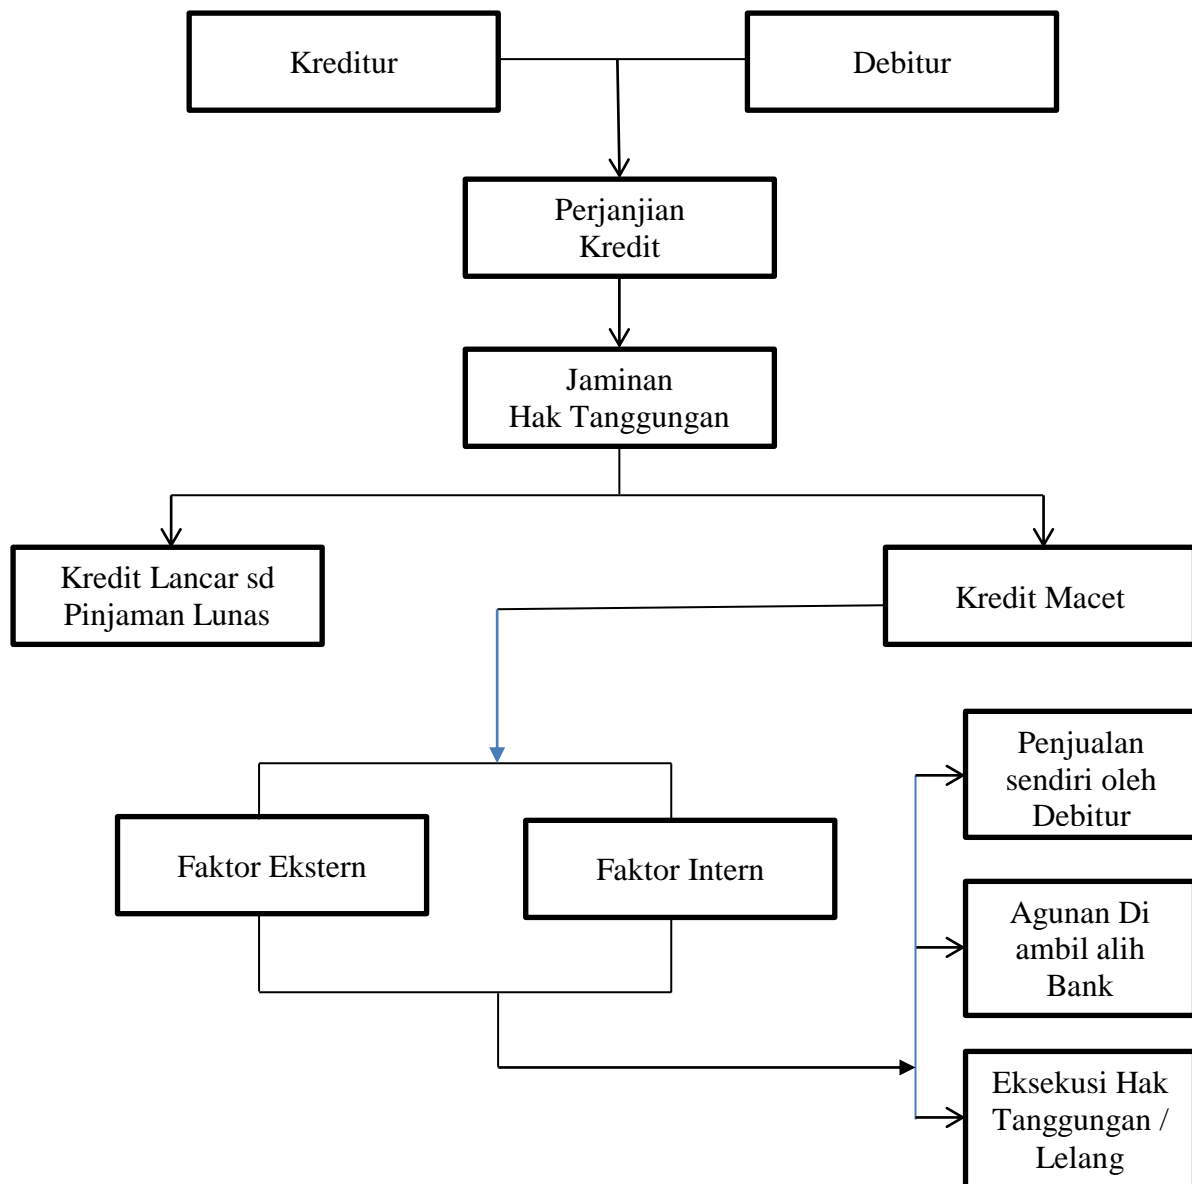 Kreditur
Debitur
Perjanjian
Kredit
Jaminan
Hak Tanggungan
Kredit Lancar sd
Pinjaman Lunas
Kredit Macet
Faktor Ekstern
Faktor Intern
Penjualan
sendiri oleh
Debitur
Agunan Di
ambil alih
Bank
Eksekusi Hak
Tanggungan /
Lelang